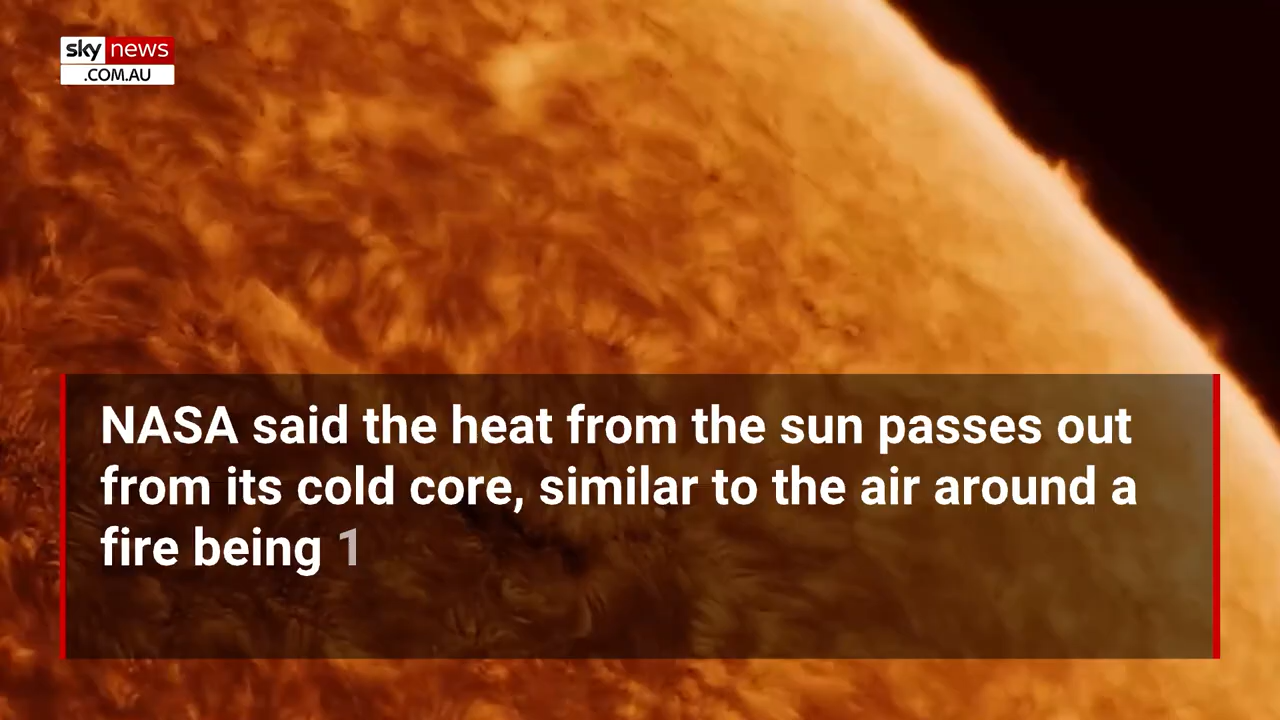 sky news
.COM.AU
NASA said the heat from the sun passes out
from its cold core, similar to the air around a
fire being 1